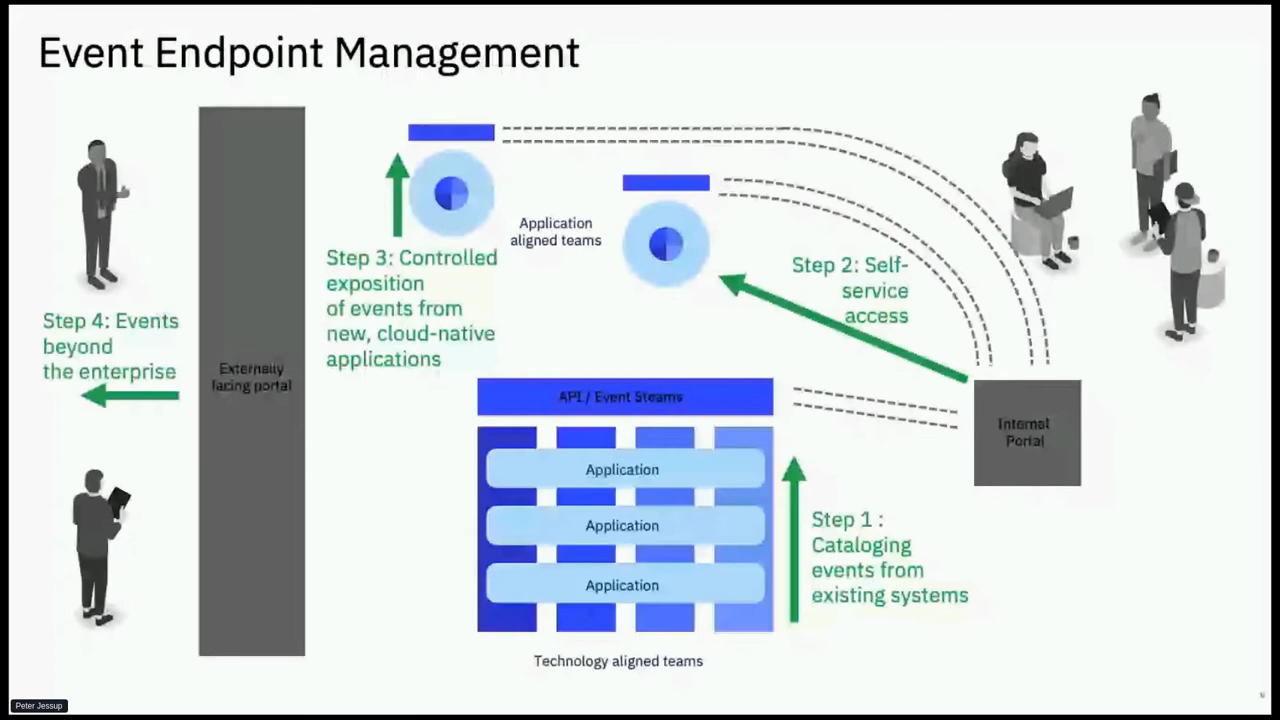 Event Endpoint Management
Application
aligned teams
Step 3: Controlled
exposition
of events from
new, cloud-native
applications
Step 2: Self-
service
access
Step 4: Events
beyond
the enterprise
Externally
facing portal
API / Event Steams
Internal
Portal
Application
Application
Application
Step 1 :
Cataloging
events from
existing systems
Technology aligned teams
Peter Jessup